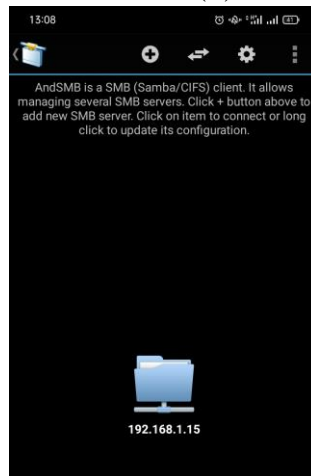 13:08
41
AndSMB is a SMB (Samba/CIFS) client. It allows
managing several SMB servers. Click + button above to
add new SMB server. Click on item to connect or long
click to update its configuration.
192.168.1.15